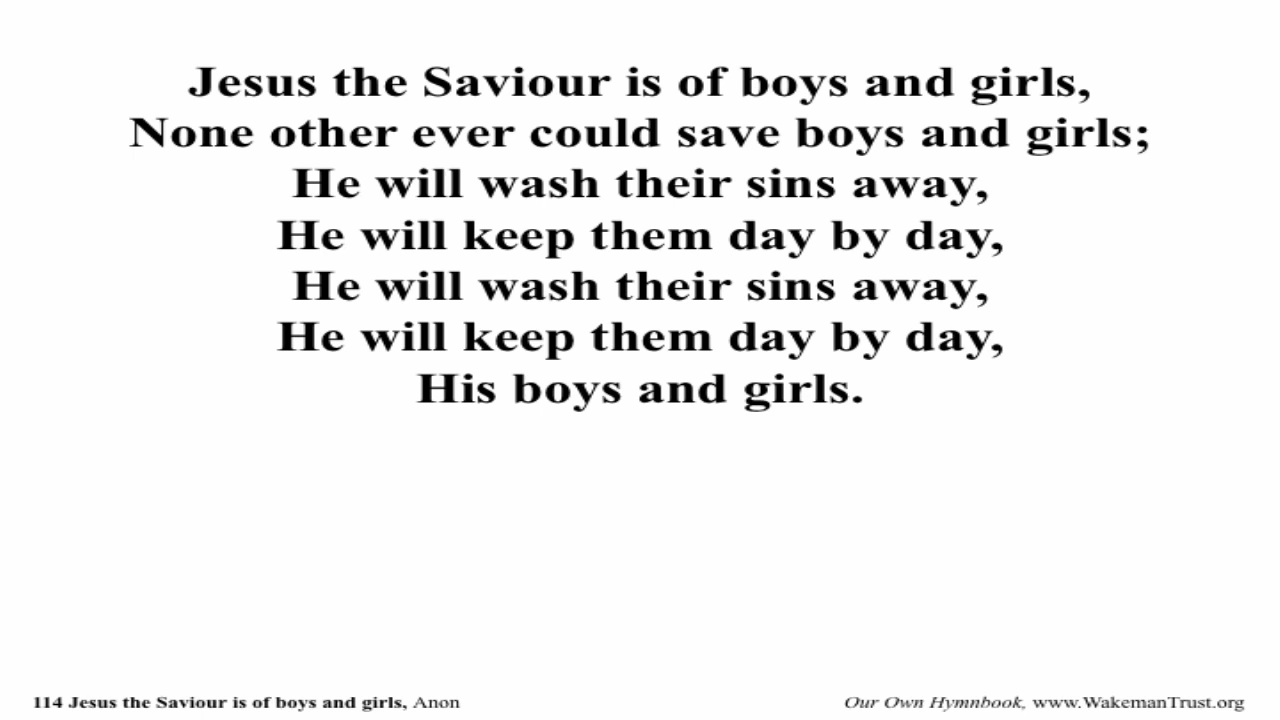 Jesus the Saviour is of boys and girls,
None other ever could save boys and girls;
He will wash their sins away,
He will keep them day by day,
He will wash their sins away,
He will keep them day by day,
His boys and girls.
114 Jesus the Saviour is of boys and girls, Anon
Our Own Hymnbook, www.WakemanTrust.org